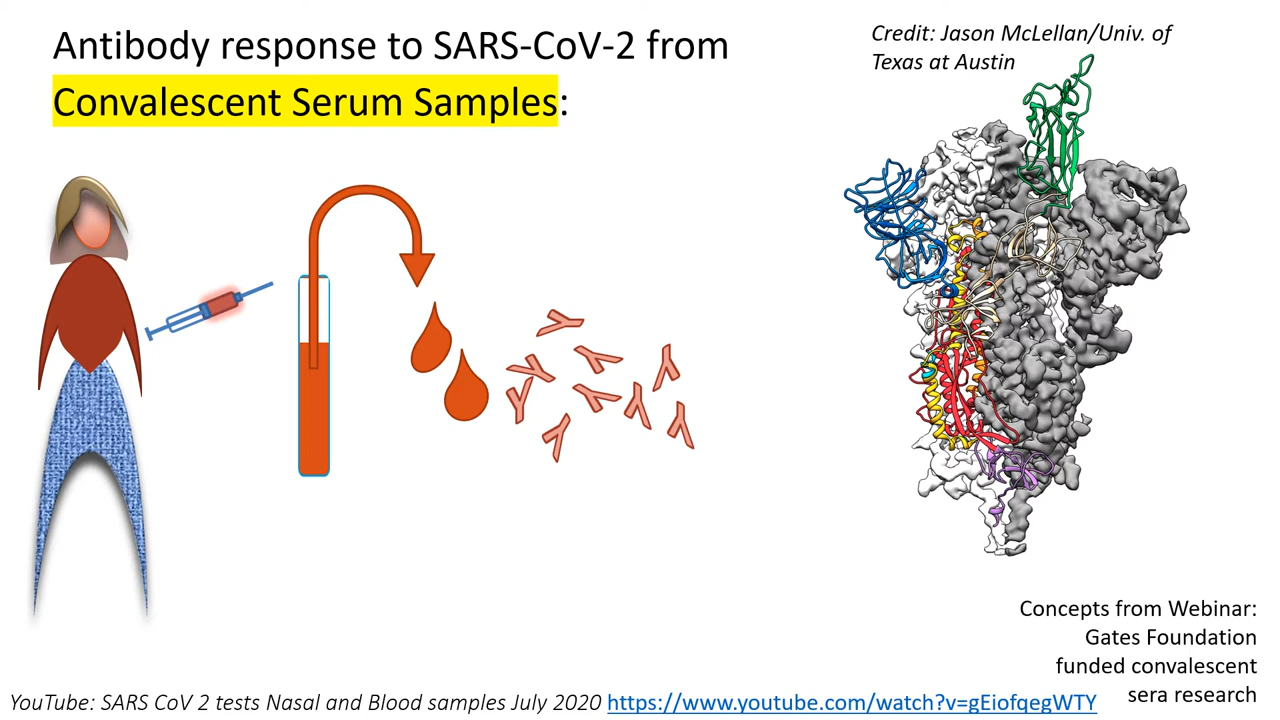 Antibody response to SARS-CoV-2 from
Convalescent Serum Samples:
Credit: Jason McLellan/Univ. of
Texas at Austin
Concepts from Webinar:
Gates Foundation
funded convalescent
sera research
YouTube: SARS CoV 2 tests Nasal and Blood samples July 2020 https://www.youtube.com/watch?v=gEiofqegWTY